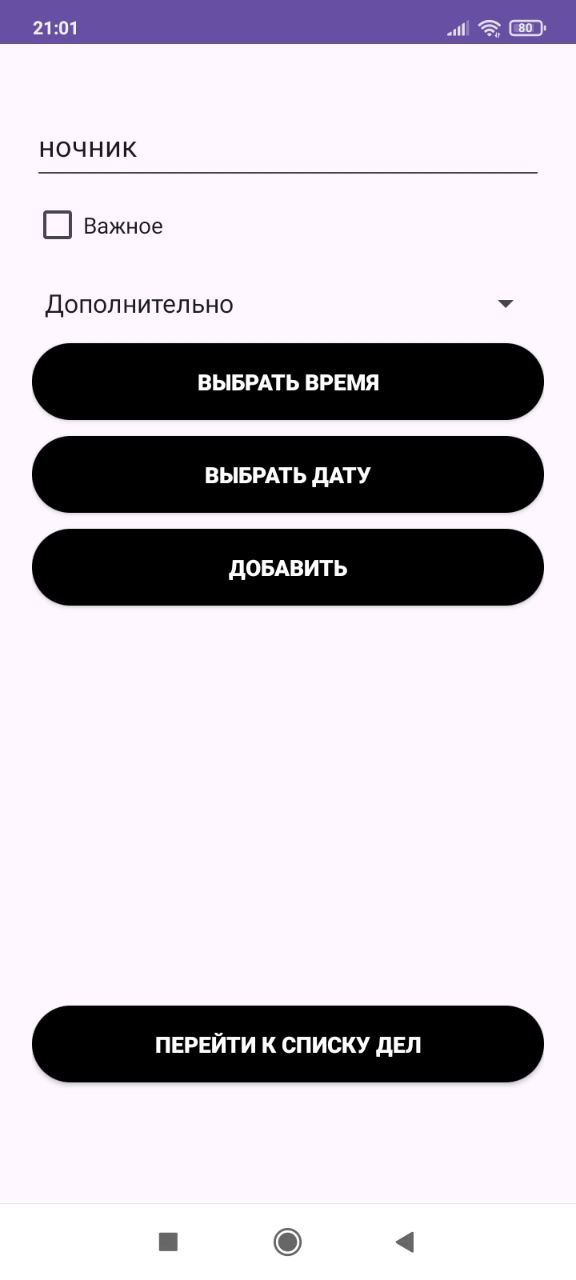 21:01
80
ночник
Важное
Дополнительно
ВЫБРАТЬ ВРЕМЯ
ВЫБРАТЬ ДАТУ
ДОБАВИТЬ
ПЕРЕЙТИ К СПИСКУ ДЕЛ